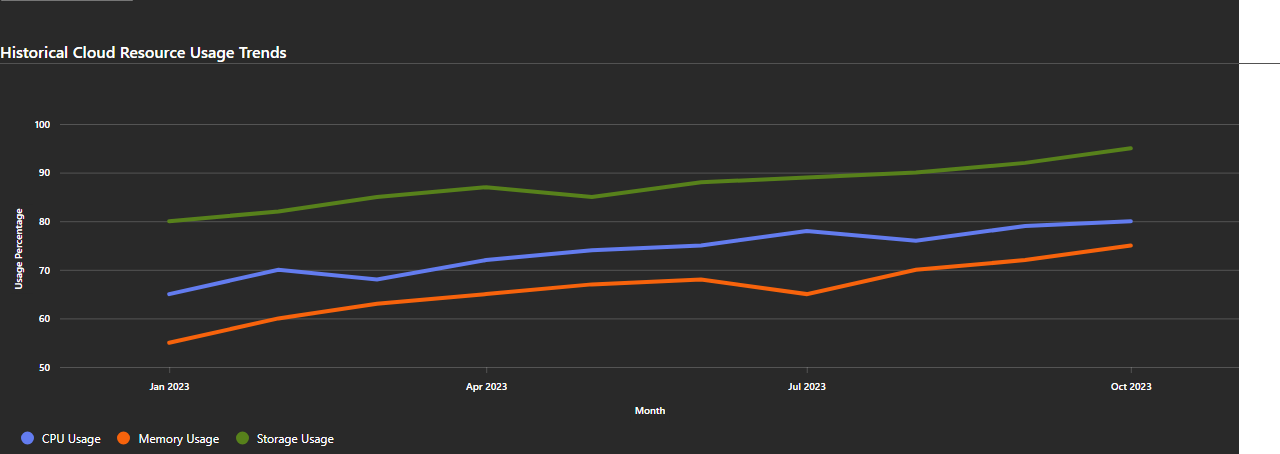 Historical Cloud Resource Usage Trends
100
90
80
70
60
50
Usage Percentage
Jan 2023 Apr 2023 Jul 2023 Oct 2023
Month
CPU Usage Memory Usage Storage Usage